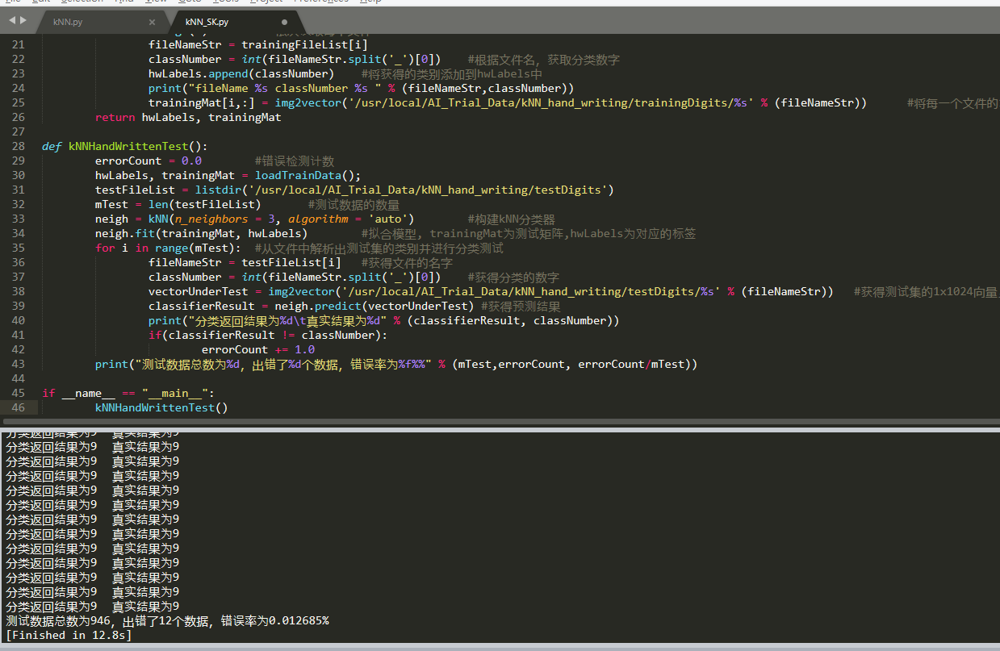 kNN.py × kNN_SK.py
21 fileNameStr = trainingFileList[i]
22 classNumber = int(fileNameStr.split('_')[0]) #根据文件名，获取分类数字
23 hwLabels.append(classNumber) #将获得的类别添加到hwLabels中
24 print("fileName %s classNumber %s " % (fileNameStr,classNumber))
25 trainingMat[i,:] = img2vector('/usr/local/AI_Trial_Data/kNN_hand_writing/trainingDigits/%s' % (fileNameStr)) #将每一个文件的
26 return hwLabels, trainingMat
27
28 def kNNHandWrittenTest():
29 errorCount = 0.0 #错误检测计数
30 hwLabels, trainingMat = loadTrainData();
31 testFileList = listdir('/usr/local/AI_Trial_Data/kNN_hand_writing/testDigits')
32 mTest = len(testFileList) #测试数据的数量
33 neigh = kNN(n_neighbors = 3, algorithm = 'auto') #构建kNN分类器
34 neigh.fit(trainingMat, hwLabels) #拟合模型, trainingMat为测试矩阵,hwLabels为对应的标签
35 for i in range(mTest): #从文件中解析出测试集的类别并进行分类测试
36 fileNameStr = testFileList[i] #获得文件的名字
37 classNumber = int(fileNameStr.split('_')[0]) #获得分类的数字
38 vectorUnderTest = img2vector('/usr/local/AI_Trial_Data/kNN_hand_writing/testDigits/%s' % (fileNameStr)) #获得测试集的1x1024向量
39 classifierResult = neigh.predict(vectorUnderTest) #获得预测结果
40 print("分类返回结果为%d\t真实结果为%d" % (classifierResult, classNumber))
41 if(classifierResult != classNumber):
42 errorCount += 1.0
43 print("测试数据总数为%d，出错了%d个数据，错误率为%f%%" % (mTest,errorCount, errorCount/mTest))
44
45 if __name__ == "__main__":
46 kNNHandWrittenTest()
分类返回结果为9 真实结果为9
分类返回结果为9 真实结果为9
分类返回结果为9 真实结果为9
分类返回结果为9 真实结果为9
分类返回结果为9 真实结果为9
分类返回结果为9 真实结果为9
分类返回结果为9 真实结果为9
分类返回结果为9 真实结果为9
分类返回结果为9 真实结果为9
分类返回结果为9 真实结果为9
分类返回结果为9 真实结果为9
分类返回结果为9 真实结果为9
分类返回结果为9 真实结果为9
测试数据总数为946，出错了12个数据，错误率为0.012685%
[Finished in 12.8s]